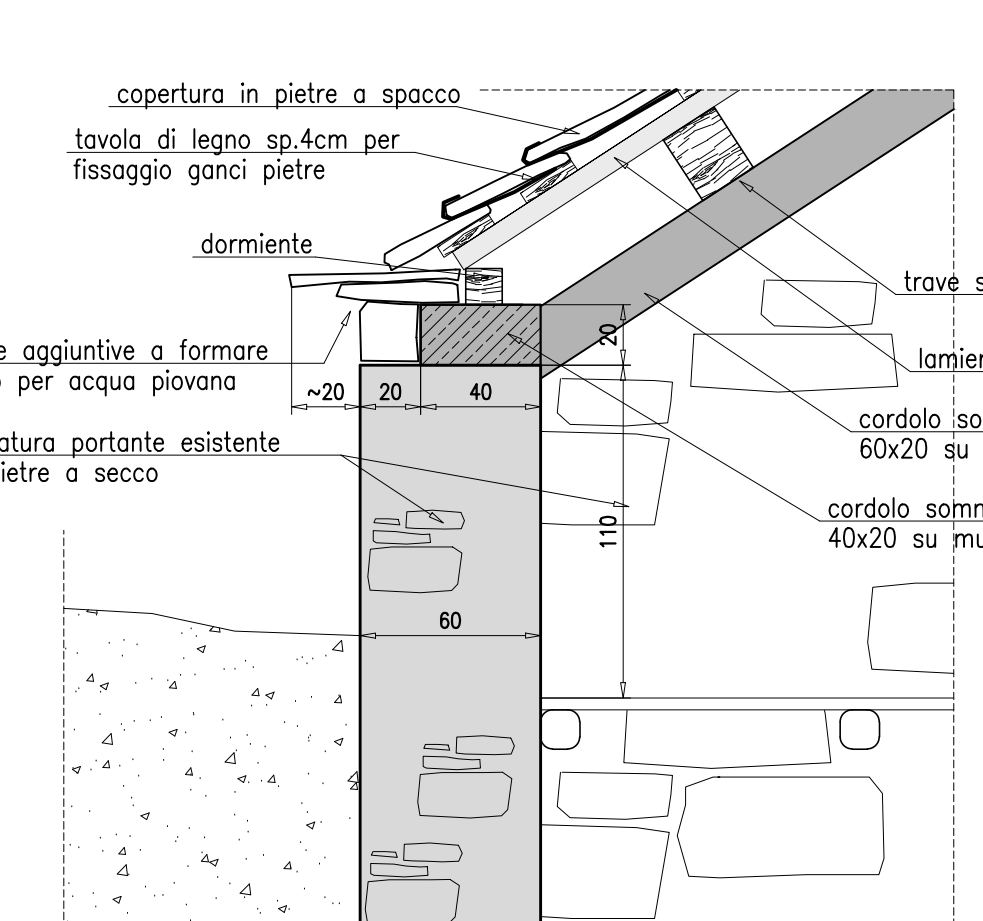 copertura in pietre a spacco
tavola di legno sp.4cm per
fissaggio ganci pietre
dormiente
trave s
20
e aggiuntive a formare
per acqua piovana
lamier
~20
20
40
cordolo so
60x20 su
atura portante esistente
ietre a secco
cordolo somm
40x20 su mu
110
60